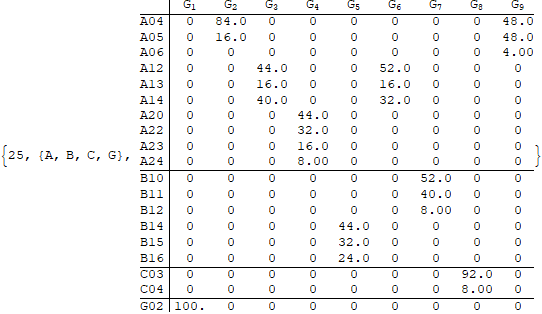 G1 G2 G3 G4 G5 G6 G7 G8 G9
A04 0 84.0 0 0 0 0 0 0 48.0
A05 0 16.0 0 0 0 0 0 0 48.0
A06 0 0 0 0 0 0 0 0 4.00
A12 0 0 44.0 0 0 52.0 0 0 0
A13 0 0 16.0 0 0 16.0 0 0 0
A14 0 0 40.0 0 0 32.0 0 0 0
A20 0 0 0 44.0 0 0 0 0 0
A22 0 0 0 32.0 0 0 0 0 0
{25, {A, B, C, G}, A23 0 0 0 16.0 0 0 0 0 0 }
A24 0 0 0 8.00 0 0 0 0 0
B10 0 0 0 0 0 0 52.0 0 0
B11 0 0 0 0 0 0 40.0 0 0
B12 0 0 0 0 0 0 8.00 0 0
B14 0 0 0 0 44.0 0 0 0 0
B15 0 0 0 0 32.0 0 0 0 0
B16 0 0 0 0 24.0 0 0 0 0
C03 0 0 0 0 0 0 0 92.0 0
C04 0 0 0 0 0 0 0 8.00 0
G02 100. 0 0 0 0 0 0 0 0